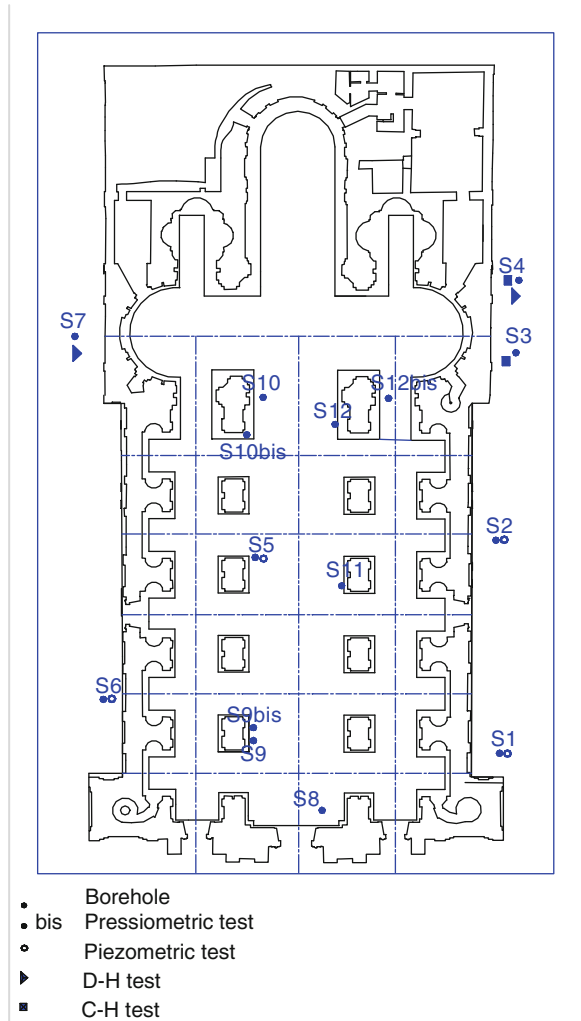 S4
S7
S3
S10
S12bis
S12
S10bis
S2
S5
S11
S6
S9bis
S1
S9
S8
Borehole
bis Pressiometric test
Piezometric test
D-H test
C-H test